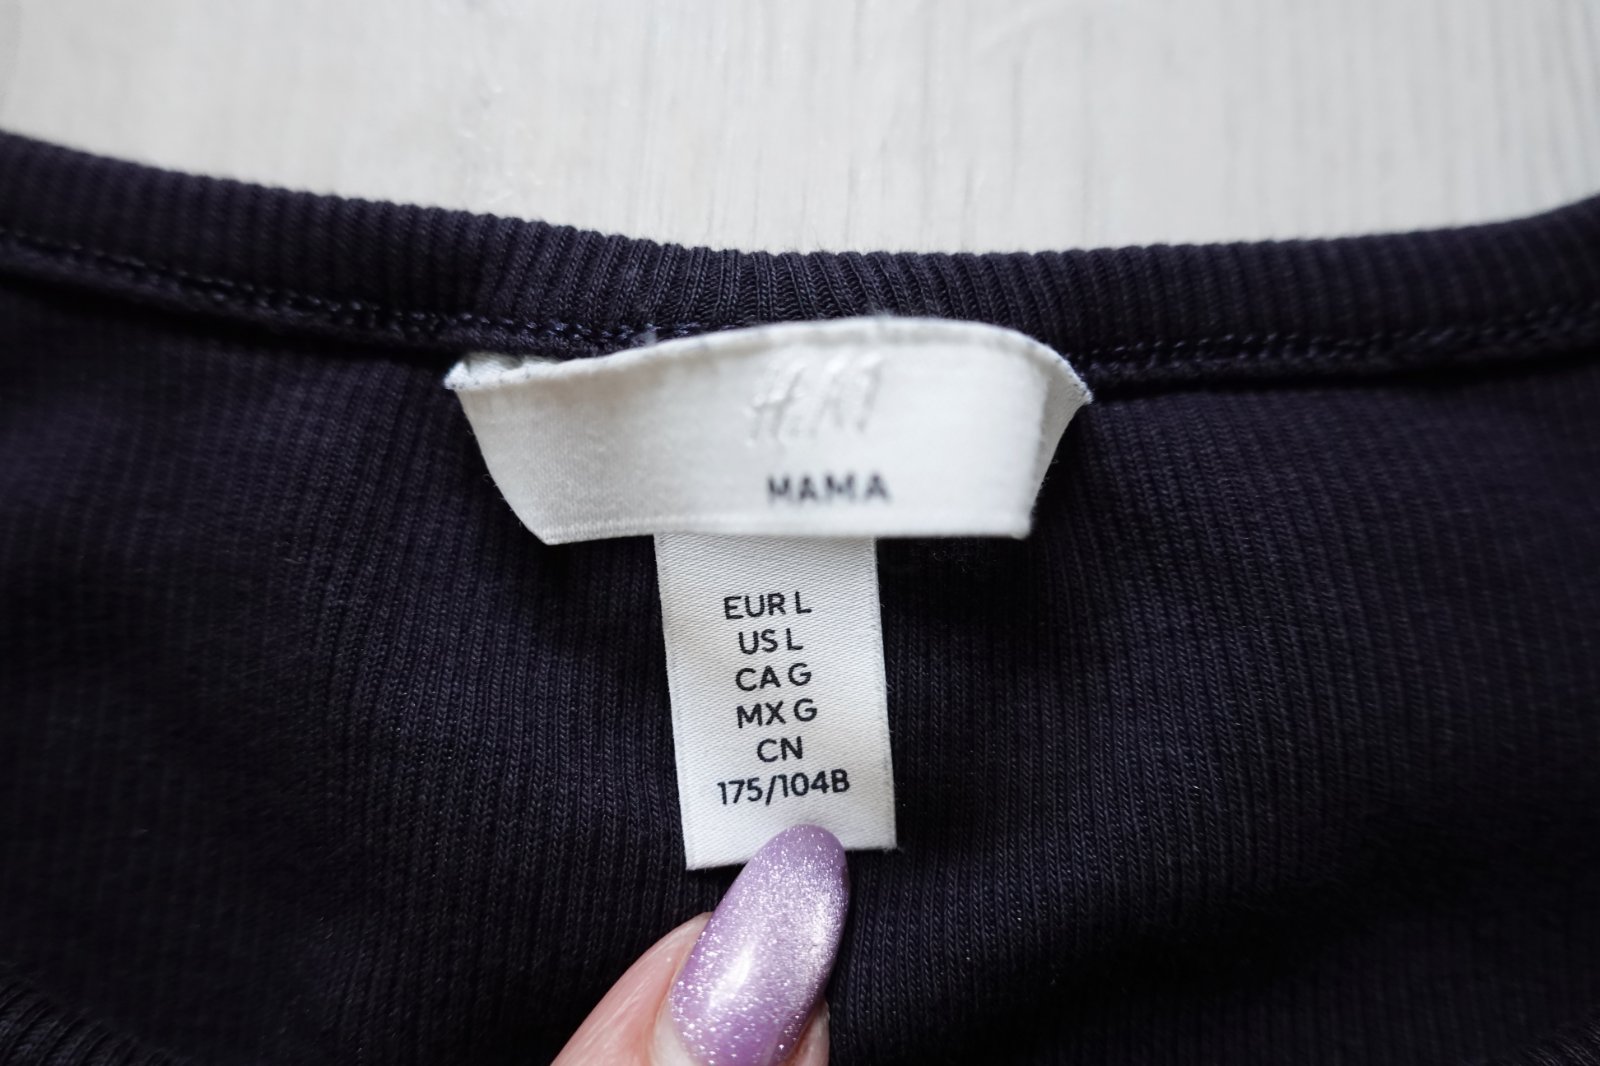 H&M
MAMA
EUR L
US L
CA G
MX G
CN
175/104B